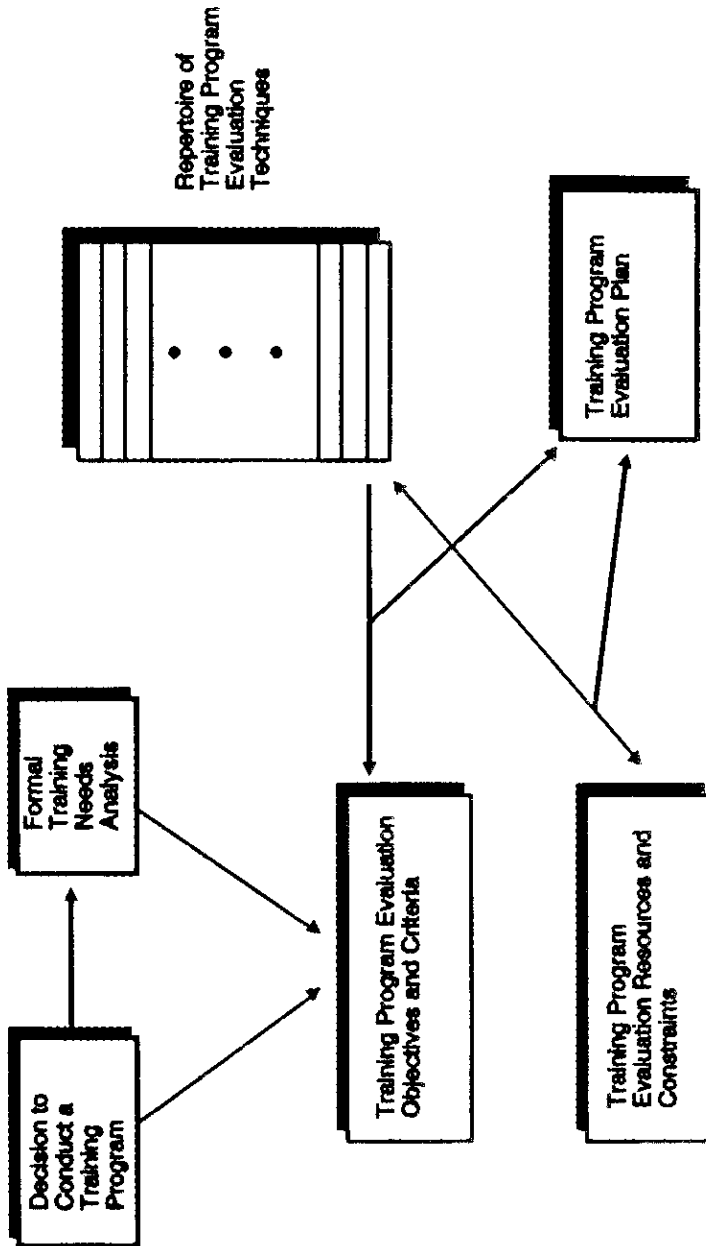 Decision to
Conduct a
Training
Program
Formal
Training
Needs
Analysis
Training Program Evaluation
Objectives and Criteria
Repertoire of
Training Program
Evaluation
Techniques
Training Program
Evaluation Resources and
Constraints
Training Program
Evaluation Plan